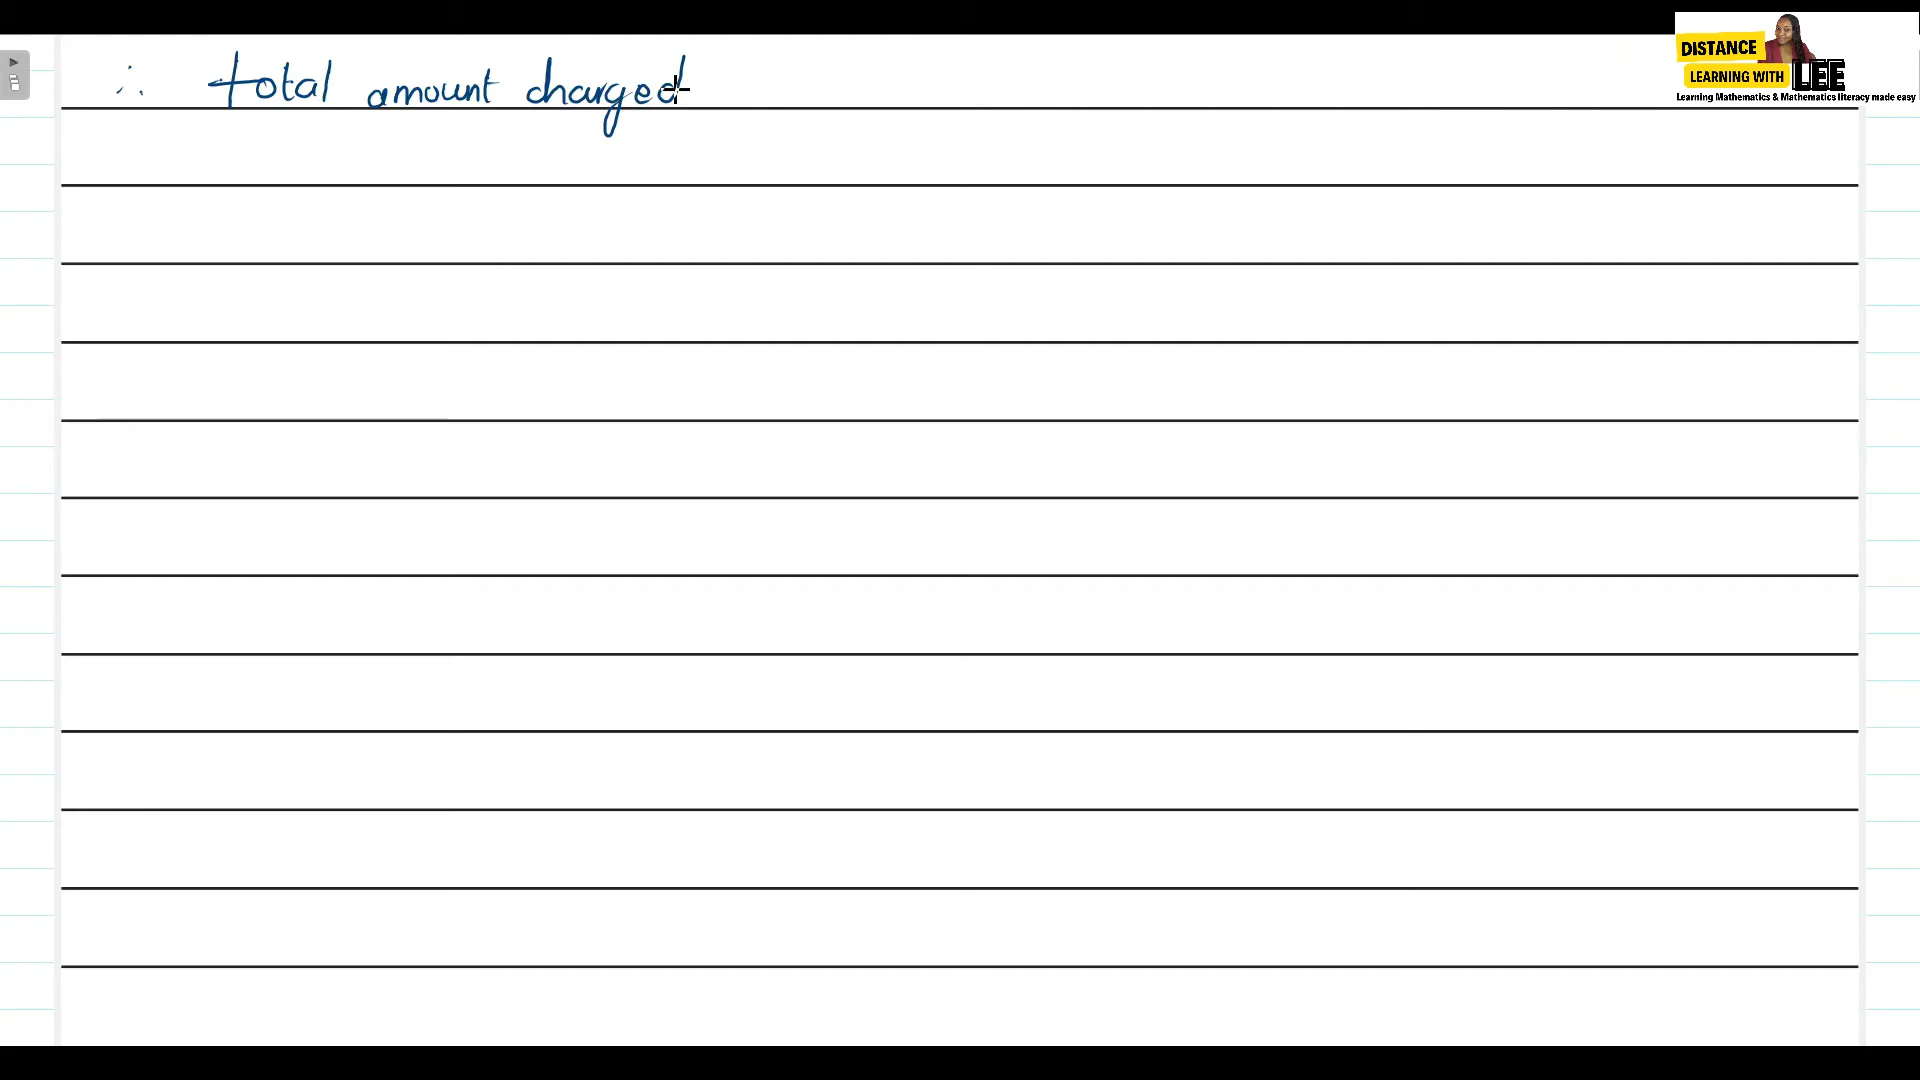 ∴ total amount charged
DISTANCE
LEARNING WITH LEE
Learning Mathematics & Mathematics literacy made easy